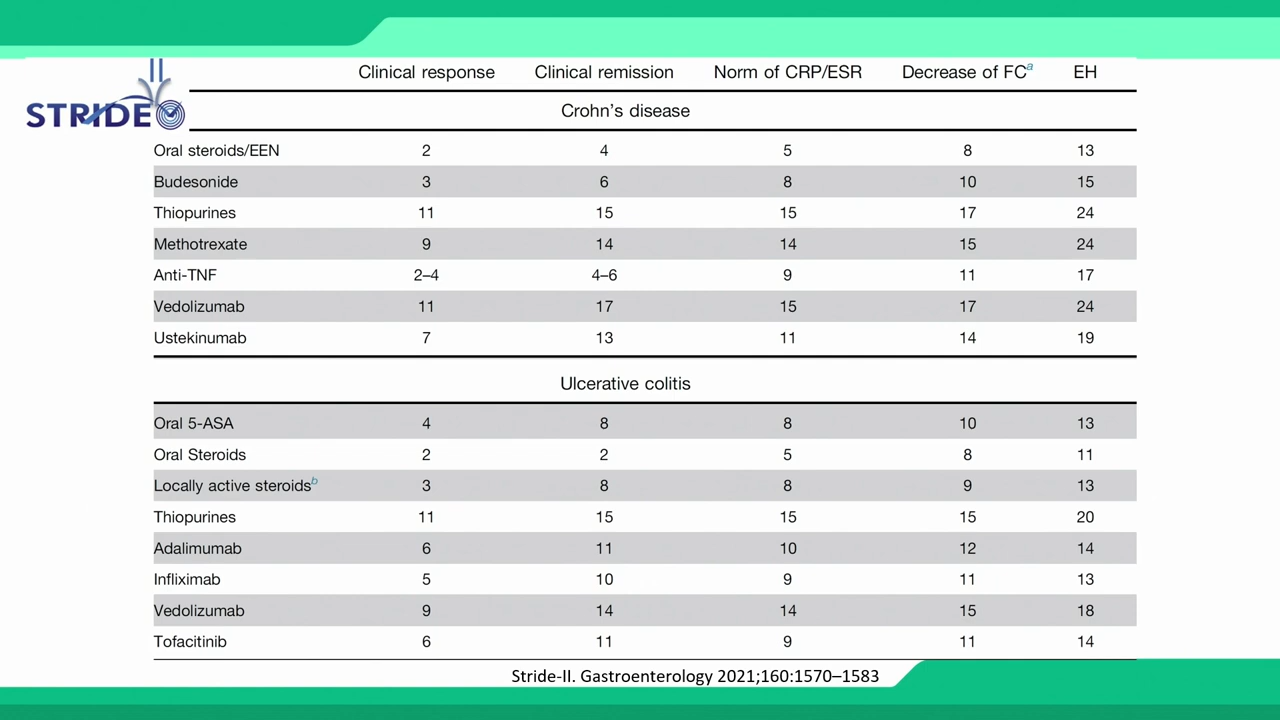 STRIDE
Clinical response Clinical remission Norm of CRP/ESR Decrease of FCa EH
Crohn's disease
Oral steroids/EEN 2 4 5 8 13
Budesonide 3 6 8 10 15
Thiopurines 11 15 15 17 24
Methotrexate 9 14 14 15 24
Anti-TNF 2–4 4–6 9 11 17
Vedolizumab 11 17 15 17 24
Ustekinumab 7 13 11 14 19
Ulcerative colitis
Oral 5-ASA 4 8 8 10 13
Oral Steroids 2 2 5 8 11
Locally active steroidsb 3 8 8 9 13
Thiopurines 11 15 15 15 20
Adalimumab 6 11 10 12 14
Infliximab 5 10 9 11 13
Vedolizumab 9 14 14 15 18
Tofacitinib 6 11 9 11 14
Stride-II. Gastroenterology 2021;160:1570–1583